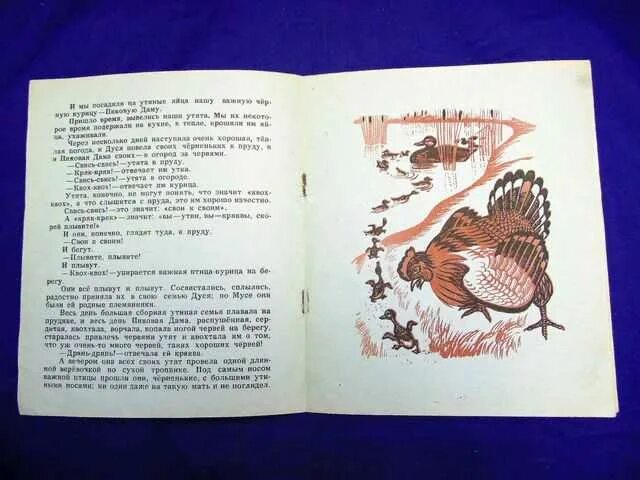 И мы посадили на утиные яйца нашу важную чёр-
ную курицу — Пиковую Даму.
Пришло время, вывелись наши утята. Мы их некото-
рое время подержали на кухне, в тепле, крошили им яй-
ца, ухаживали.
Через несколько дней наступила очень хорошая, тёп-
лая погода, и Дуся повела своих чёрненьких к пруду, а
и Пиковая Дама своих — в огород за червями.
— Свись-свись! — утята в пруду.
— Кряк-кряк! — отвечает им утка.
— Свись-свись! — утята в огороде.
— Квох-квох! — отвечает им курица.
Утята, конечно, не могут понять, что значит «квох-
квох», а что слышится с пруда, это им хорошо известно.
Свись-свись — это значит: «свои к своим».
А «кряк-кряк» — значит: «вы — утки, вы — кряквы, ско-
рей плывите!»
И они, конечно, глядят туда, к пруду.
— Свои к своим!
И бегут.
— Плывите, плывите!
И плывут.
— Квох-квох! — упирается важная птица-курица на бе-
регу.
Они всё плывут и плывут. Сосвистались, сплылись,
радостно приняла их в свою семью Дуся; по Мусе они
были ей родные племянники.
Весь день большая сборная утиная семья плавала на
прудике, и весь день Пиковая Дама, распушённая, сер-
дитая, квохтала, ворчала, копала ногой червей на берегу,
старалась привлечь червями утят и квохтала им о том,
что уж очень-то много червей, таких хороших червей!
— Дрянь-дрянь! — отвечала ей кряква.
А вечером она всех своих утят провела одной длин-
ной верёвочкой по сухой тропинке. Под самым носом
важной птицы прошли они, чёрненькие, с большими ути-
ными носами; ни один даже на такую мать и не поглядел.